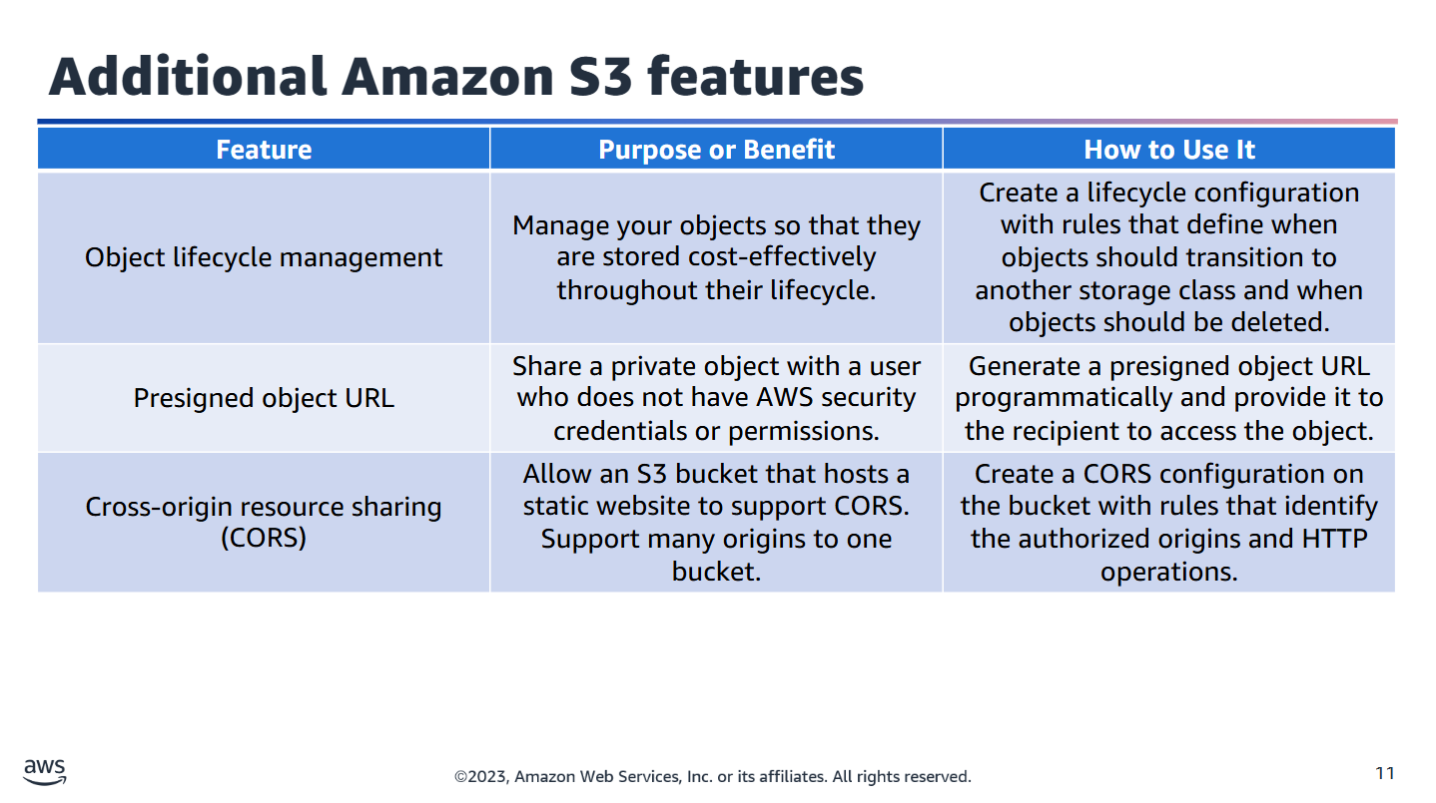 Additional Amazon S3 features
Feature
Purpose or Benefit
How to Use It
Object lifecycle management
Manage your objects so that they
are stored cost-effectively
throughout their lifecycle.
Create a lifecycle configuration
with rules that define when
objects should transition to
another storage class and when
objects should be deleted.
Presigned object URL
Share a private object with a user
who does not have AWS security
credentials or permissions.
Generate a presigned object URL
programmatically and provide it to
the recipient to access the object.
Cross-origin resource sharing
(CORS)
Allow an S3 bucket that hosts a
static website to support CORS.
Support many origins to one
bucket.
Create a CORS configuration on
the bucket with rules that identify
the authorized origins and HTTP
operations.
aws
©2023, Amazon Web Services, Inc. or its affiliates. All rights reserved.
11